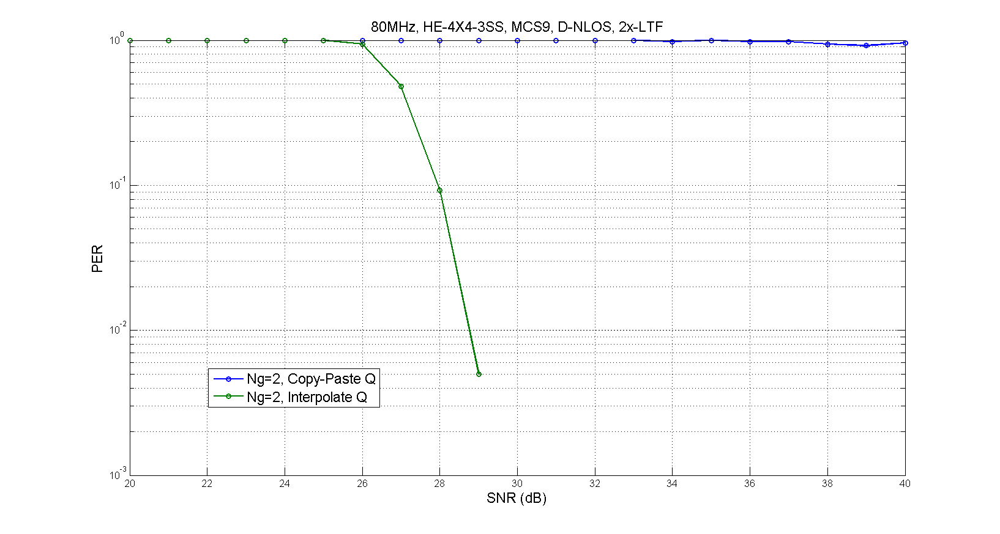 80MHz, HE-4X4-3SS, MCS9, D-NLOS, 2x-LTF
10^0
10^-1
10^-2
10^-3
PER
Ng=2, Copy-Paste Q
Ng=2, Interpolate Q
20 22 24 26 28 30 32 34 36 38 40
SNR (dB)